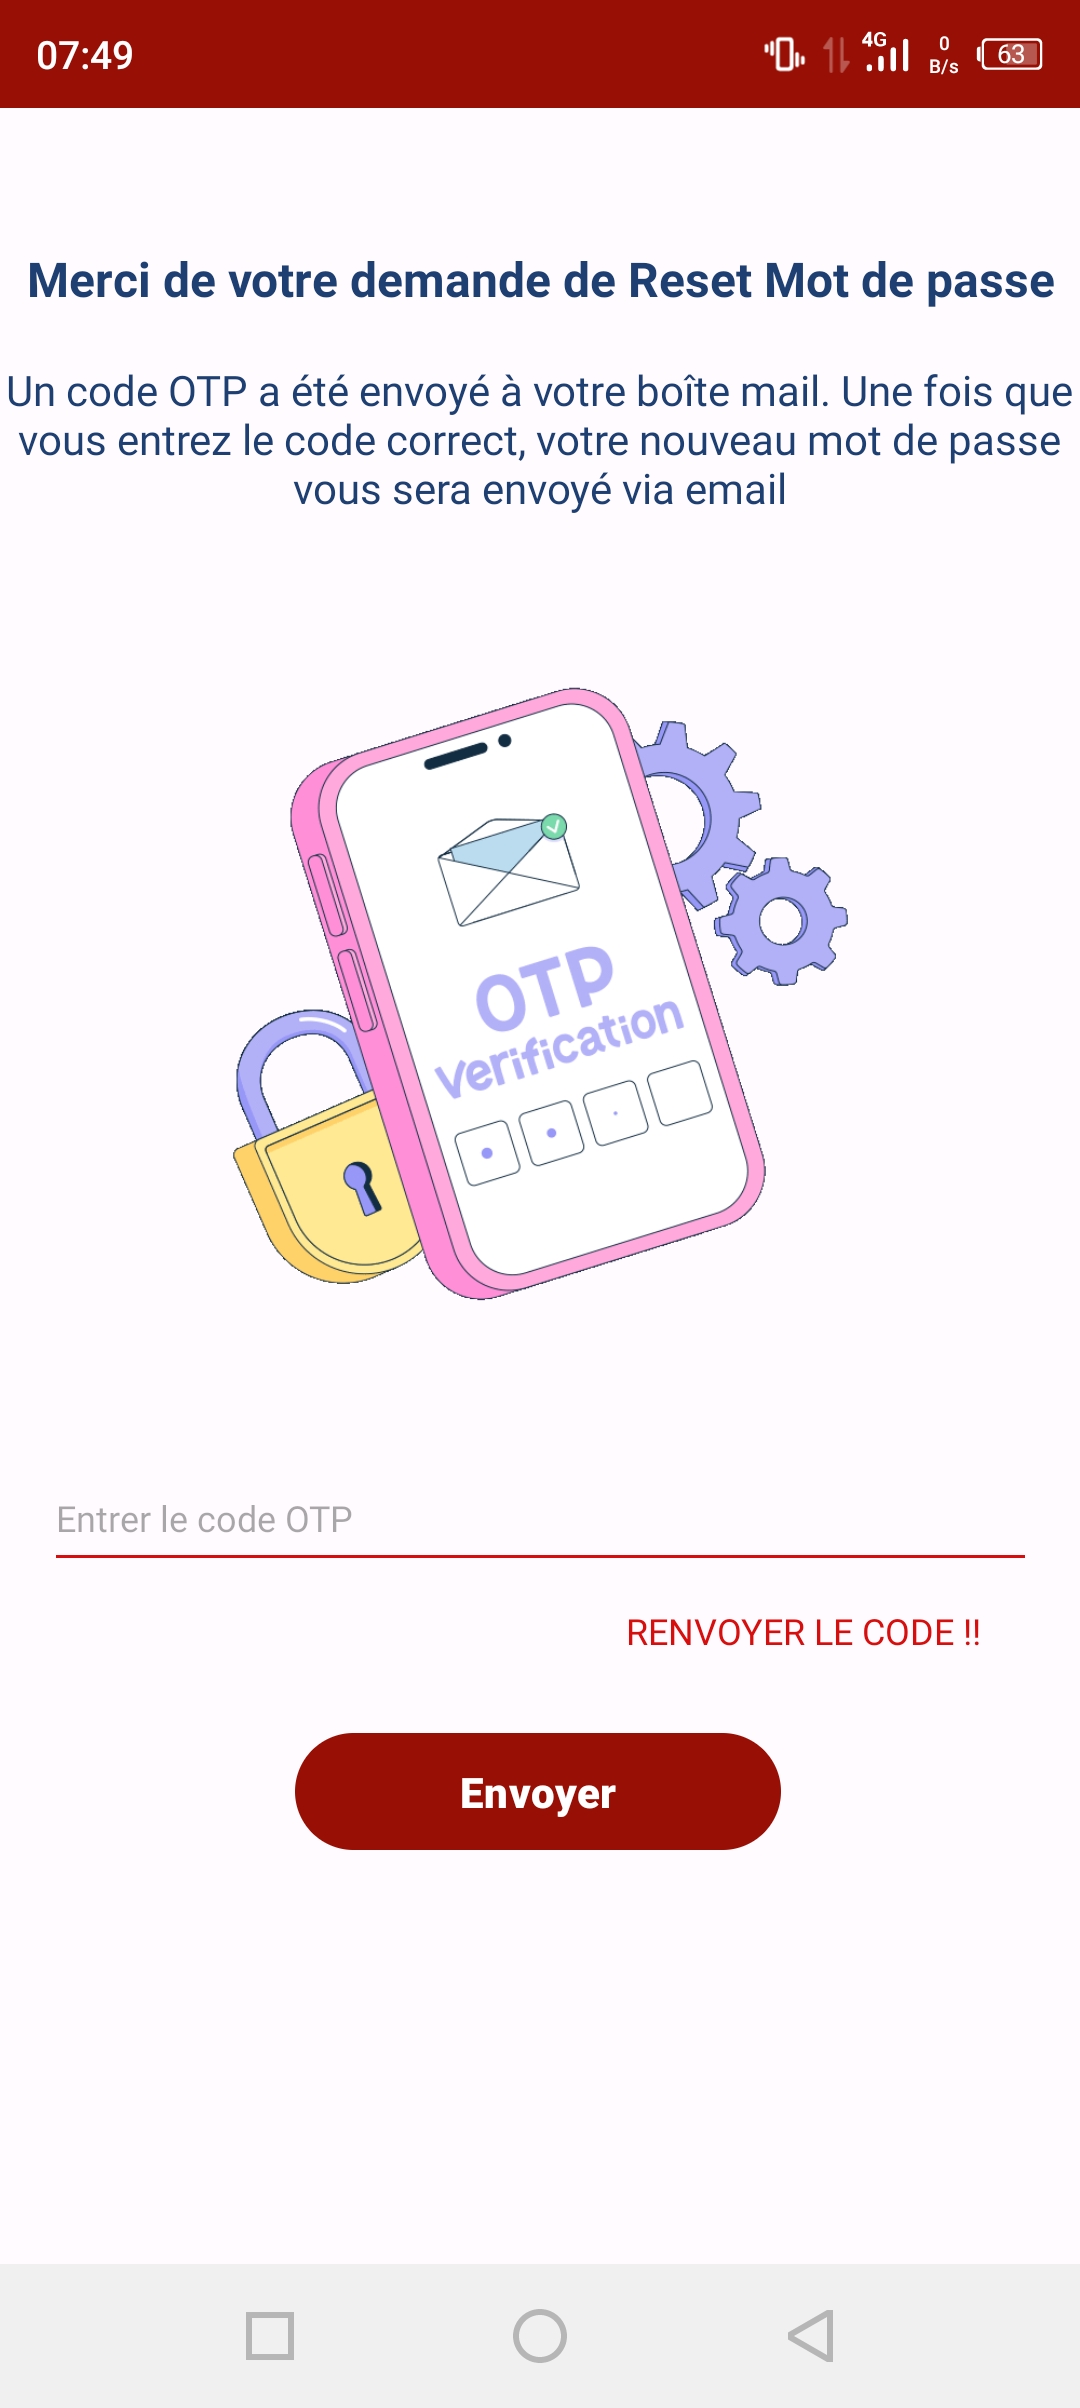 07:49
4G
0
B/s
63
Merci de votre demande de Reset Mot de passe
Un code OTP a été envoyé à votre boîte mail. Une fois que
vous entrez le code correct, votre nouveau mot de passe
vous sera envoyé via email
OTP
verification
Entrer le code OTP
RENVOYER LE CODE !!
Envoyer